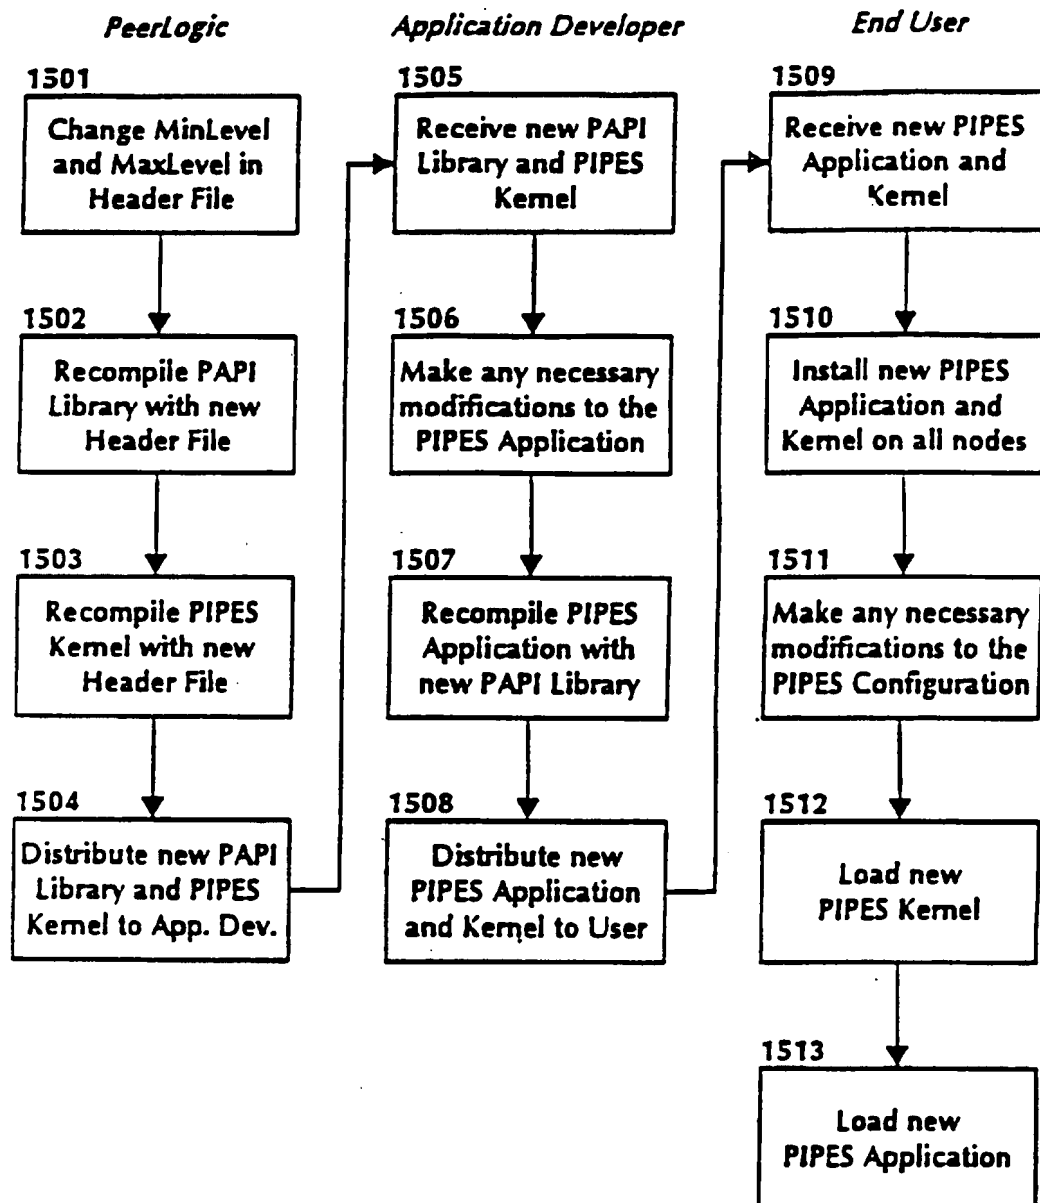 PeerLogic
1501
Change MinLevel
and MaxLevel in
Header File
1502
Recompile PAPI
Library with new
Header File
1503
Recompile PIPES
Kernel with new
Header File
1504
Distribute new PAPI
Library and PIPES
Kernel to App. Dev.
Application Developer
1505
Receive new PAPI
Library and PIPES
Kernel
1506
Make any necessary
modifications to the
PIPES Application
1507
Recompile PIPES
Application with
new PAPI Library
1508
Distribute new
PIPES Application
and Kernel to User
End User
1509
Receive new PIPES
Application and
Kernel
1510
Install new PIPES
Application and
Kernel on all nodes
1511
Make any necessary
modifications to the
PIPES Configuration
1512
Load new
PIPES Kernel
1513
Load new
PIPES Application